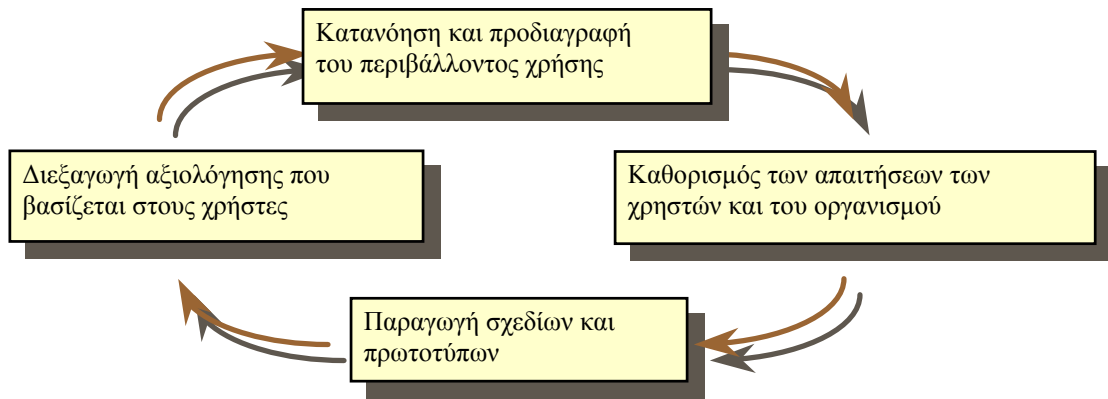 Κατανόηση και προδιαγραφή
του περιβάλλοντος χρήσης
Διεξαγωγή αξιολόγησης που
βασίζεται στους χρήστες
Καθορισμός των απαιτήσεων των
χρηστών και του οργανισμού
Παραγωγή σχεδίων και
πρωτοτύπων